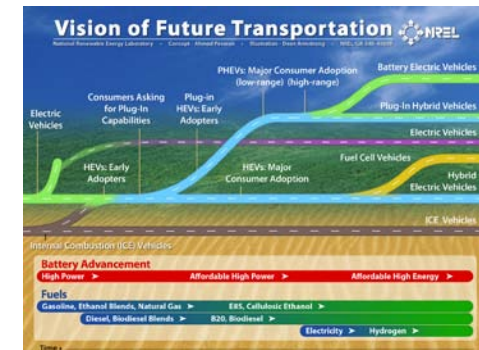 Vision of Future Transportation
NREL
National Renewable Energy Laboratory - Concept - Ahmad Pesaran - Illustration - Dean Armstrong - NREL,
PHEVs: Major Consumer Adoption
(low-range) (high-range)
Battery Electric Vehicles
Consumers Asking
for Plug-In
Capabilities
Plug-in
HEVs: Early
Adopters
Plug-In Hybrid Vehicles
Electric
Vehicles
Electric Vehicles
HEVs: Early
Adopters
HEVs: Major
Consumer Adoption
Fuel Cell Vehicles
Hybrid
Electric Vehicles
ICE Vehicles
Internal Combustion (ICE) Vehicles
Battery Advancement
High Power ➤ Affordable High Power ➤ Affordable High Energy ➤
Fuels
Gasoline, Ethanol Blends, Natural Gas ➤ E85, Cellulosic Ethanol ➤
Diesel, Biodiesel Blends ➤ B20, Biodiesel ➤
Electricity ➤ Hydrogen ➤
Time